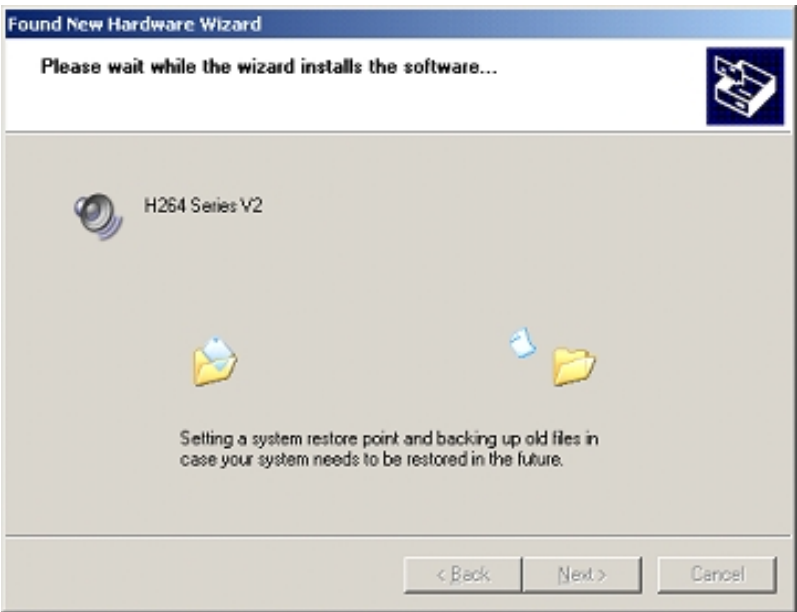 Found New Hardware Wizard
Please wait while the wizard installs the software...
H264 Series V2
Setting a system restore point and backing up old files in
case your system needs to be restored in the future.
< Back
Next >
Cancel